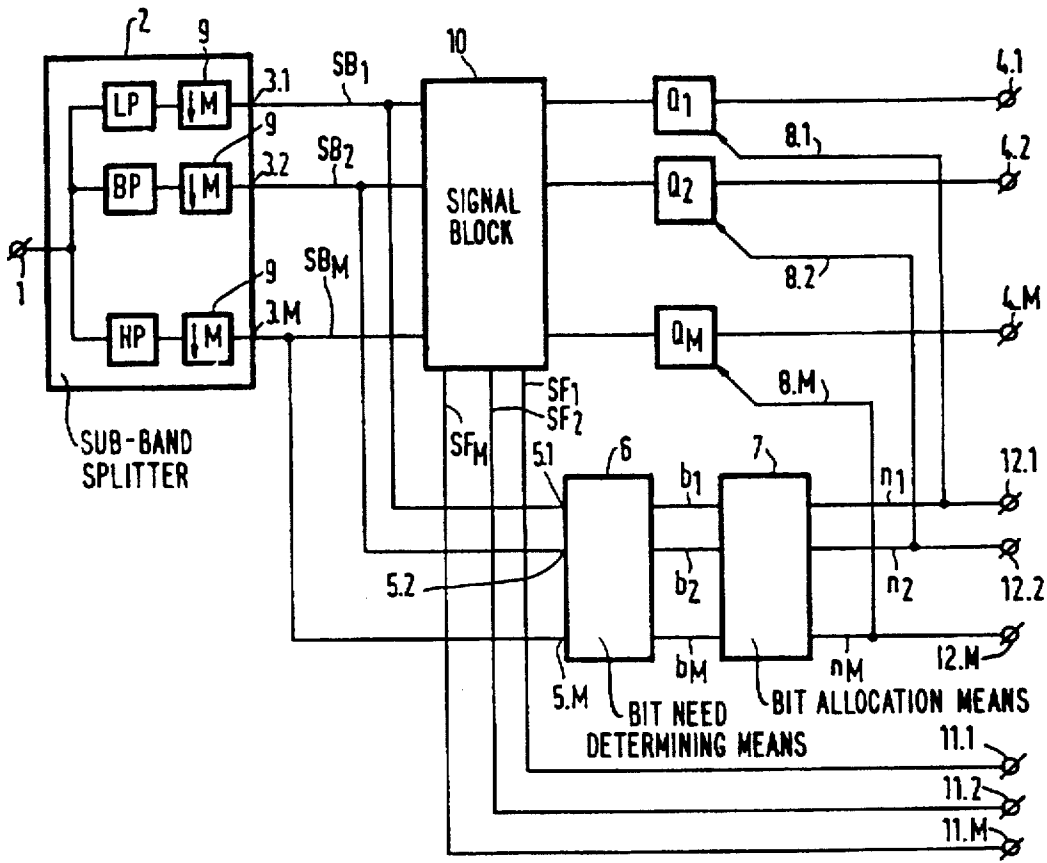 2
9
10
LP
↓M
3.1
SB1
Q1
4.1
8.1
9
BP
↓M
3.2
SB2
SIGNAL
BLOCK
Q2
4.2
8.2
1
9
HP
↓M
3.M
SBM
QM
4.M
8.M
SUB-BAND
SPLITTER
SFM
SF1
SF2
5.1
6
7
b1
n1
12.1
5.2
b2
n2
12.2
5.M
bM
nM
12.M
BIT NEED
DETERMINING MEANS
BIT ALLOCATION MEANS
11.1
11.2
11.M